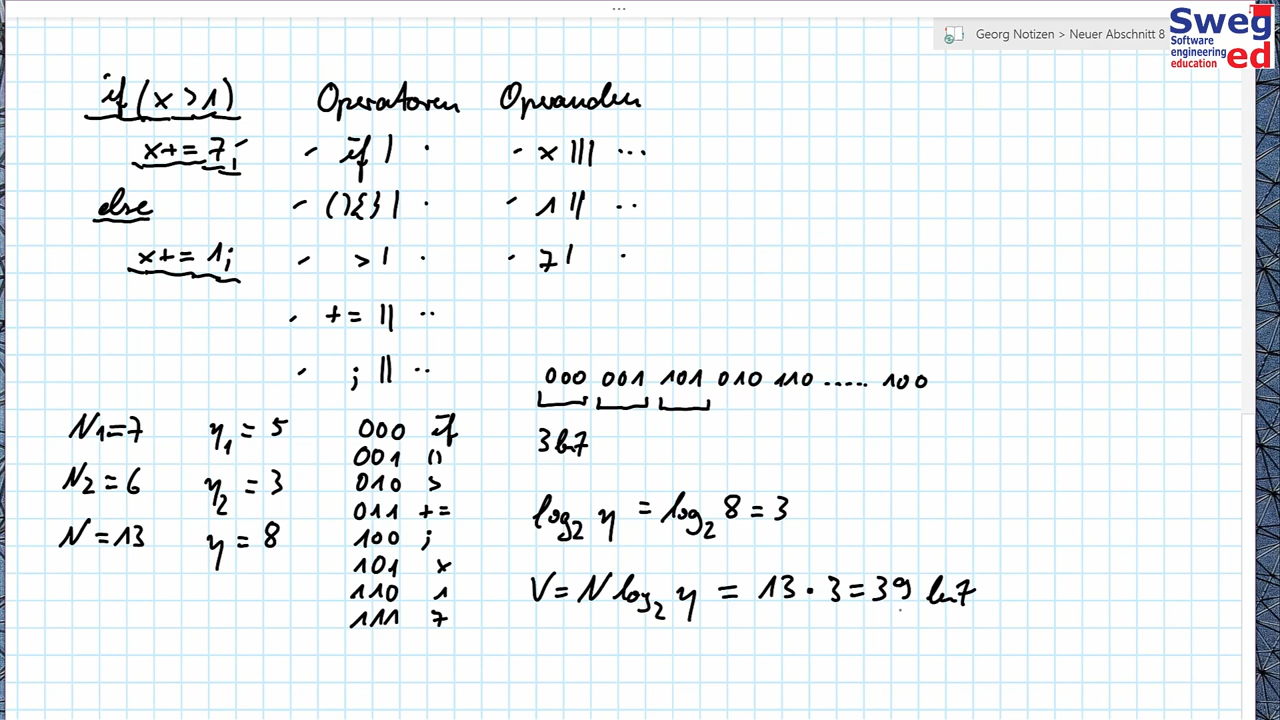 Georg Notizen > Neuer Abschnitt 8
Sweg
Software
engineering
education
ed
if (x > 1)
x += 7;
else
x += 1;
Operatoren
- if | ·
- (){} | ·
- > | ·
- += || ··
- ; || ··
Operanden
- x ||| ···
- 1 || ··
- 7 | ·
N1 = 7 η1 = 5
N2 = 6 η2 = 3
N = 13 η = 8
000 if
001 ()
010 >
011 +=
100 ;
101 x
110 1
111 7
000 001 101 010 110 ..... 100
3 bit
log2 η = log2 8 = 3
V = N log2 η = 13 · 3 = 39 bit